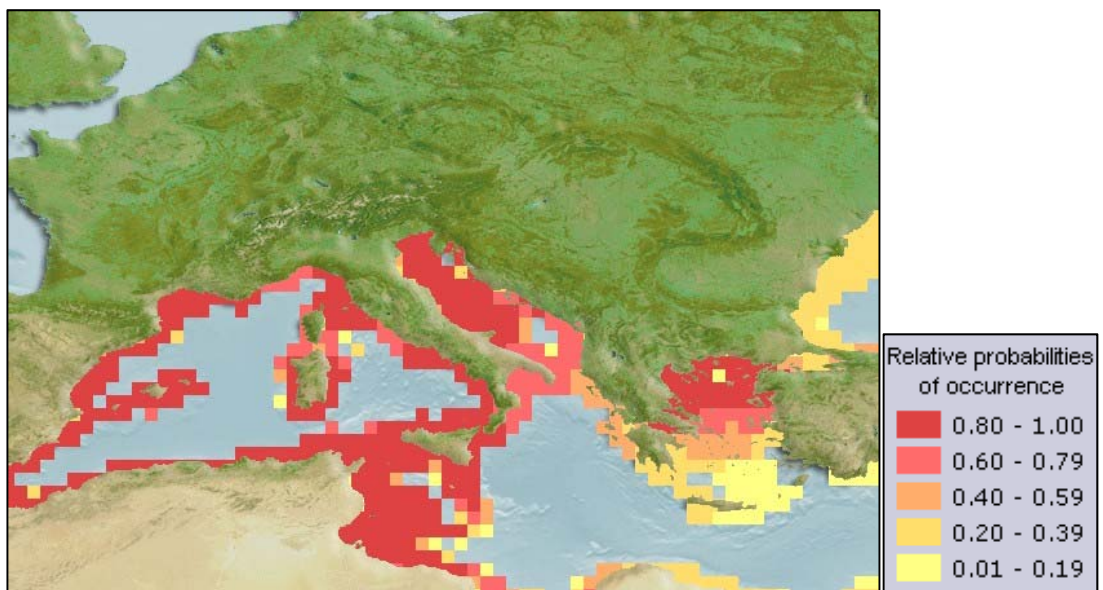 Relative probabilities
of occurrence
0.80 - 1.00
0.60 - 0.79
0.40 - 0.59
0.20 - 0.39
0.01 - 0.19